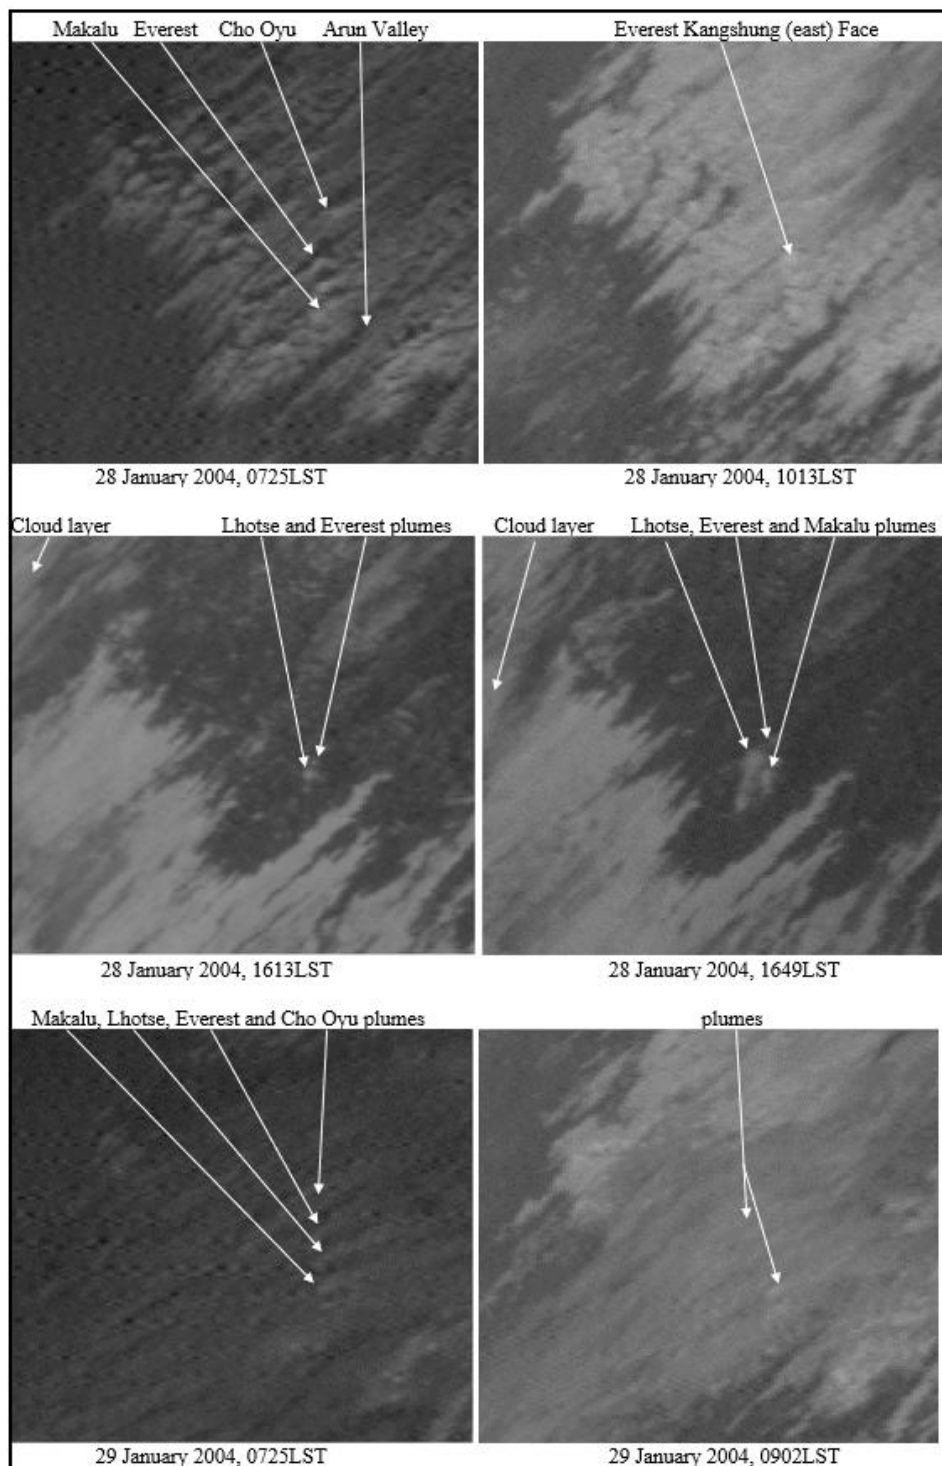 Makalu Everest Cho Oyu Arun Valley
Everest Kangshung (east) Face
28 January 2004, 0725LST
28 January 2004, 1013LST
Cloud layer
Lhotse and Everest plumes
Cloud layer
Lhotse, Everest and Makalu plumes
28 January 2004, 1613LST
28 January 2004, 1649LST
Makalu, Lhotse, Everest and Cho Oyu plumes
plumes
29 January 2004, 0725LST
29 January 2004, 0902LST